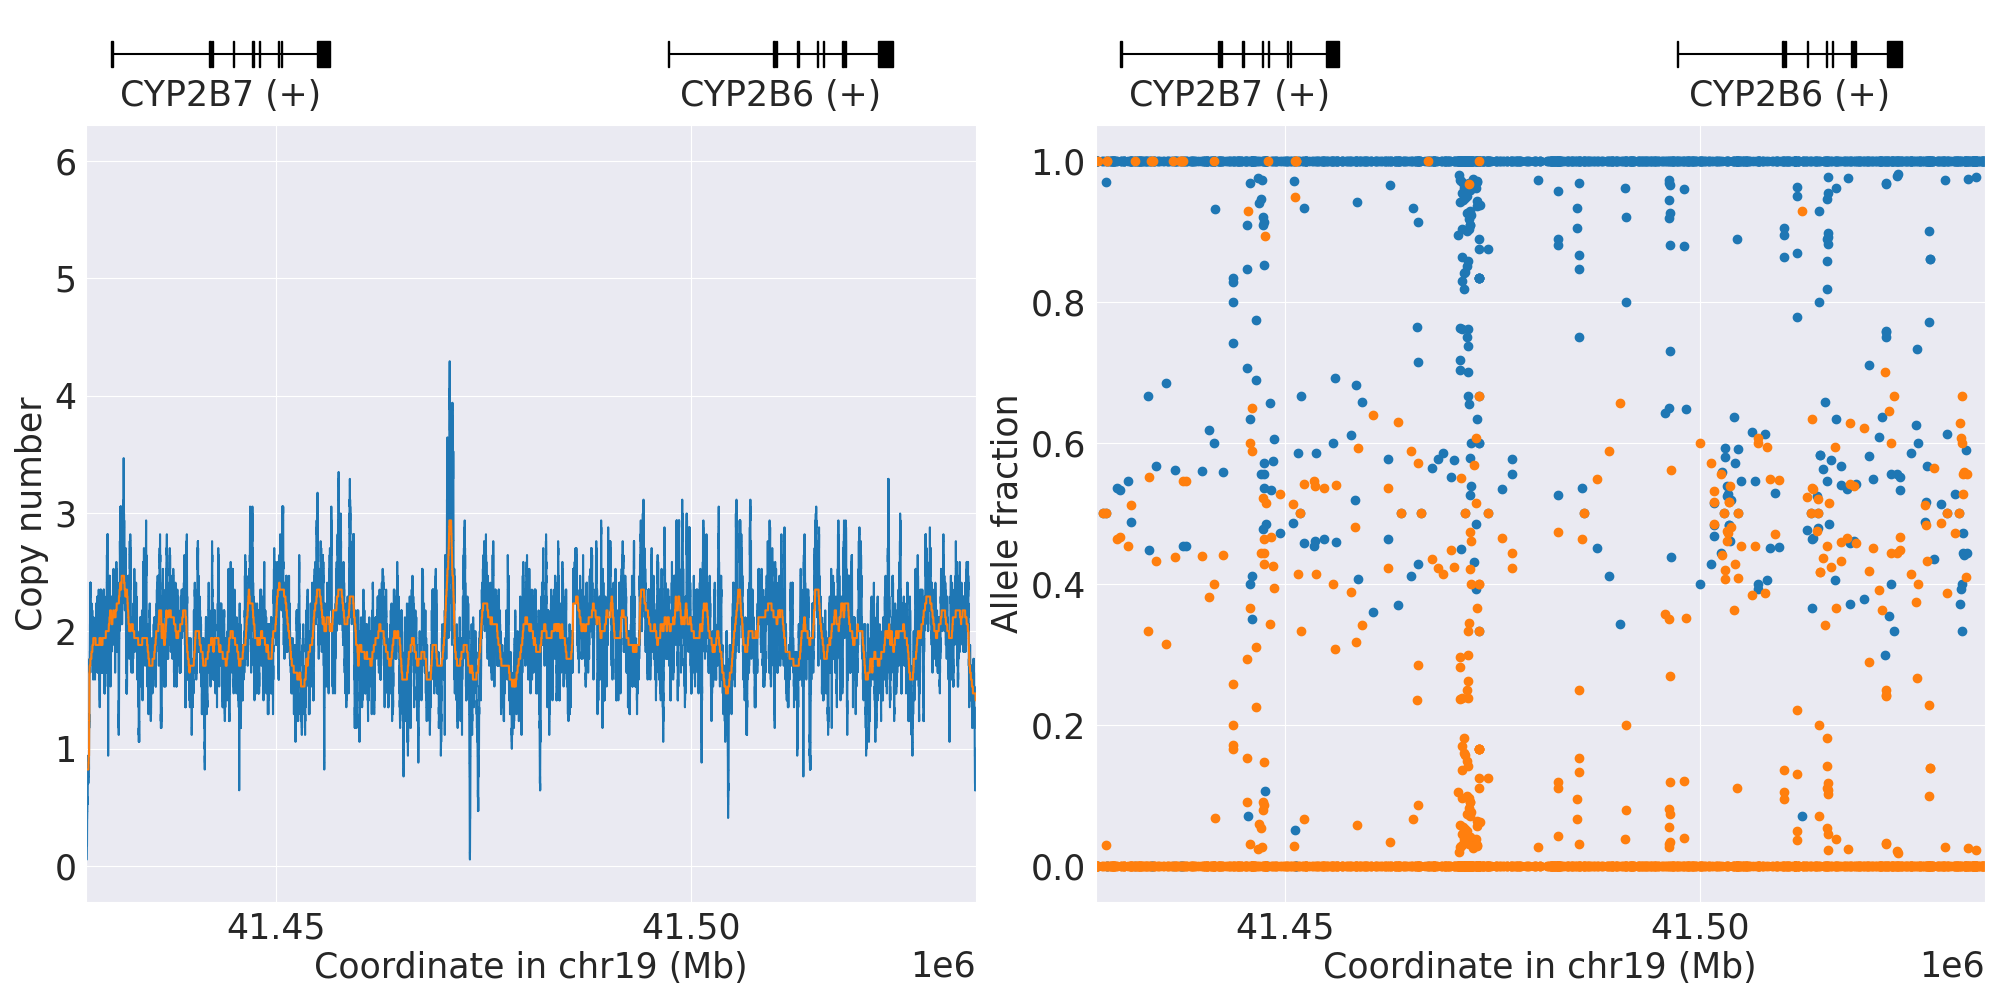 CYP2B7 (+)
CYP2B6 (+)
CYP2B7 (+)
CYP2B6 (+)
6
5
4
3
2
1
0
Copy number
41.45
41.50
Coordinate in chr19 (Mb)
1e6
1.0
0.8
0.6
0.4
0.2
0.0
Allele fraction
41.45
41.50
Coordinate in chr19 (Mb)
1e6